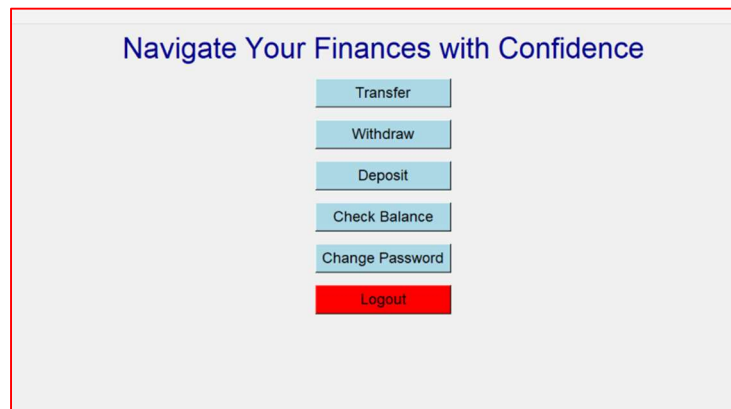 Navigate Your Finances with Confidence
Transfer
Withdraw
Deposit
Check Balance
Change Password
Logout